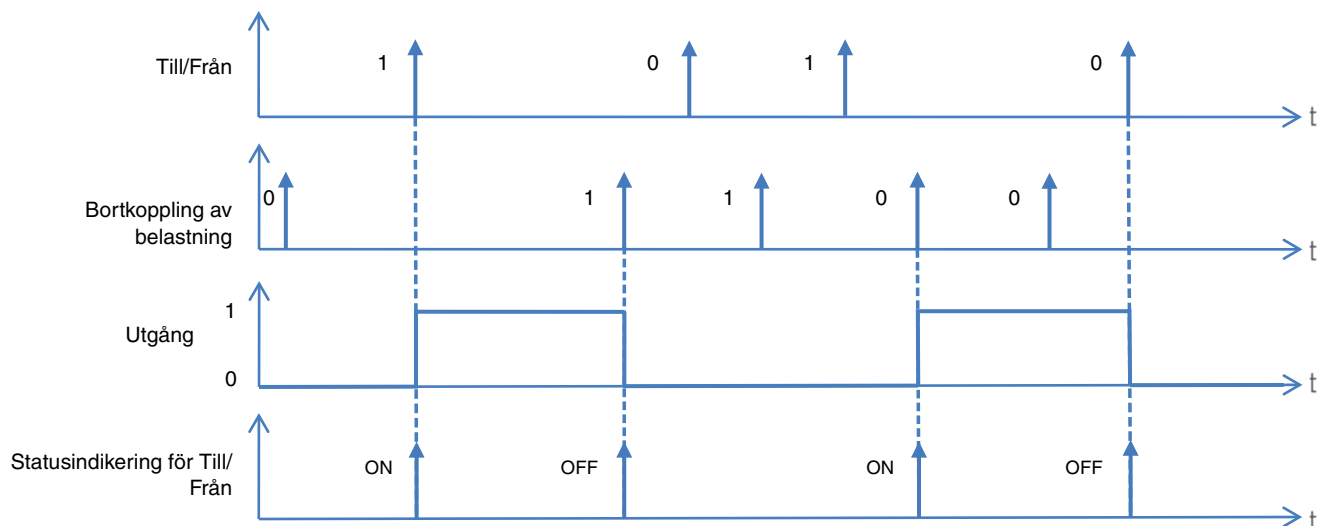 Till/Från
1
0
1
0
t
Bortkoppling av
belastning
0
1
1
0
0
t
Utgång
1
0
t
Statusindikering för Till/
Från
ON
OFF
ON
OFF
t